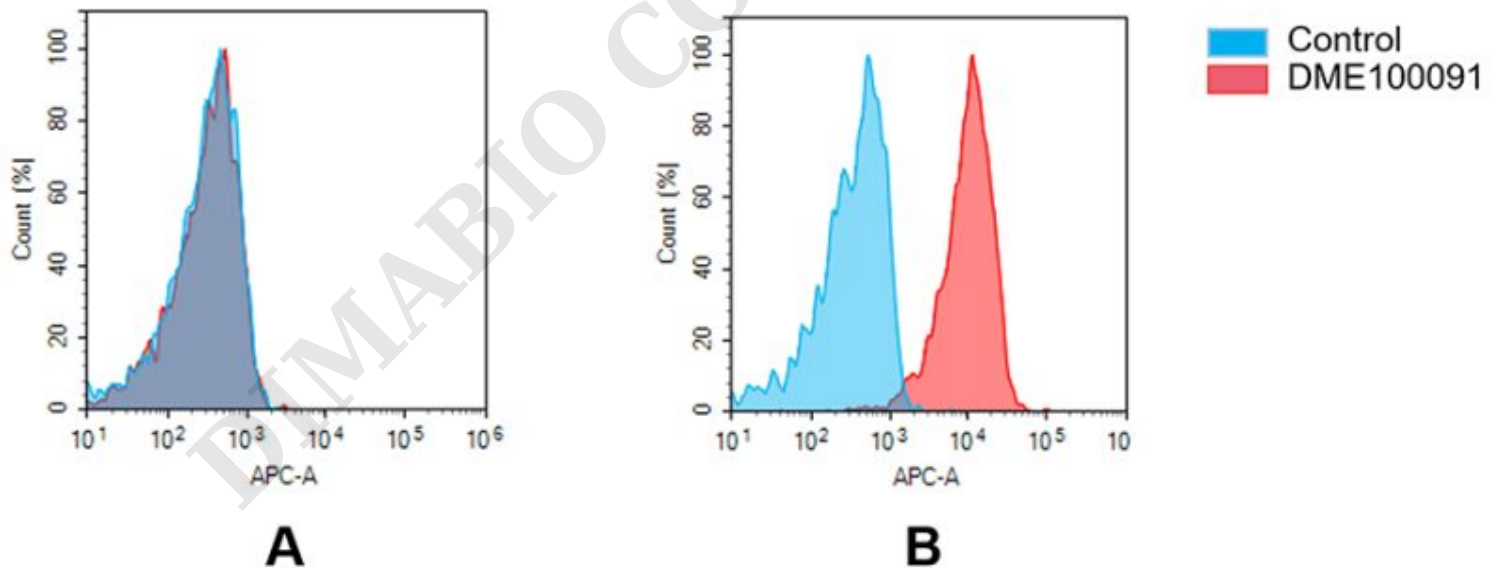 Control
DME100091
100
80
60
40
20
0
Count (%)
10¹ 10² 10³ 10⁴ 10⁵ 10⁶
APC-A
A
100
80
60
40
20
0
Count (%)
10¹ 10² 10³ 10⁴ 10⁵ 10
APC-A
B
DIMABIO CO